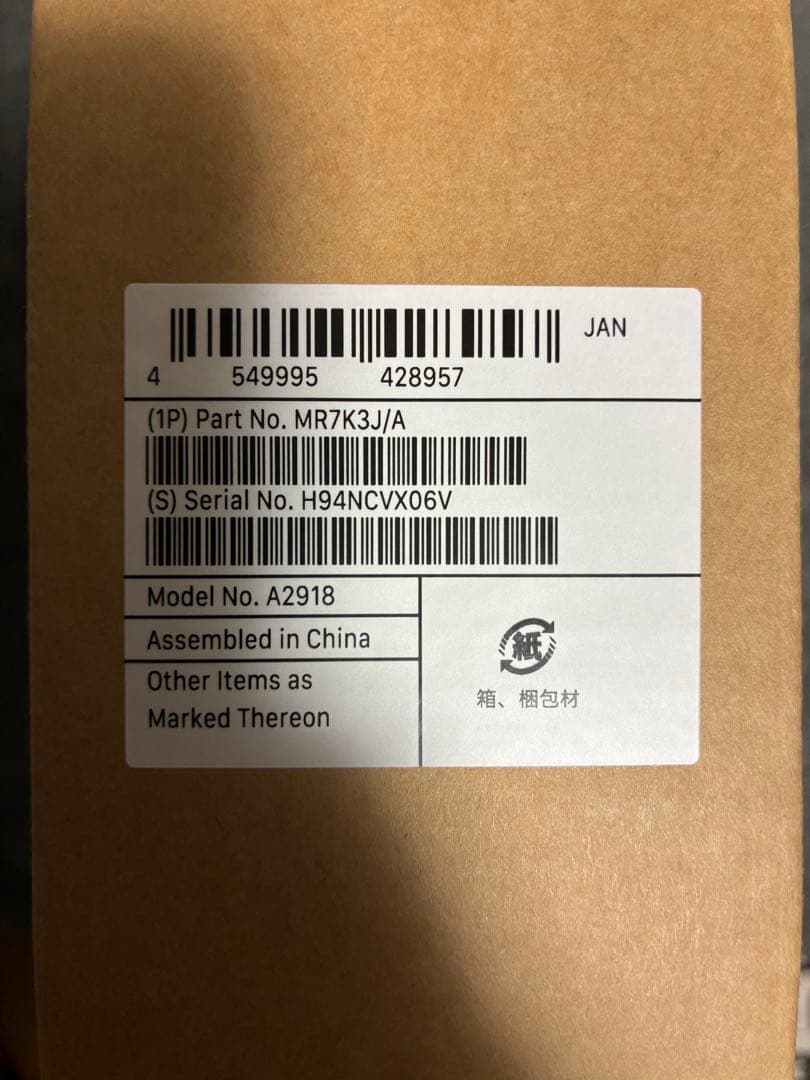 JAN
4 549995 428957
(1P) Part No. MR7K3J/A
(S) Serial No. H94NCVX06V
Model No. A2918
Assembled in China
Other Items as
Marked Thereon
紙
箱、梱包材